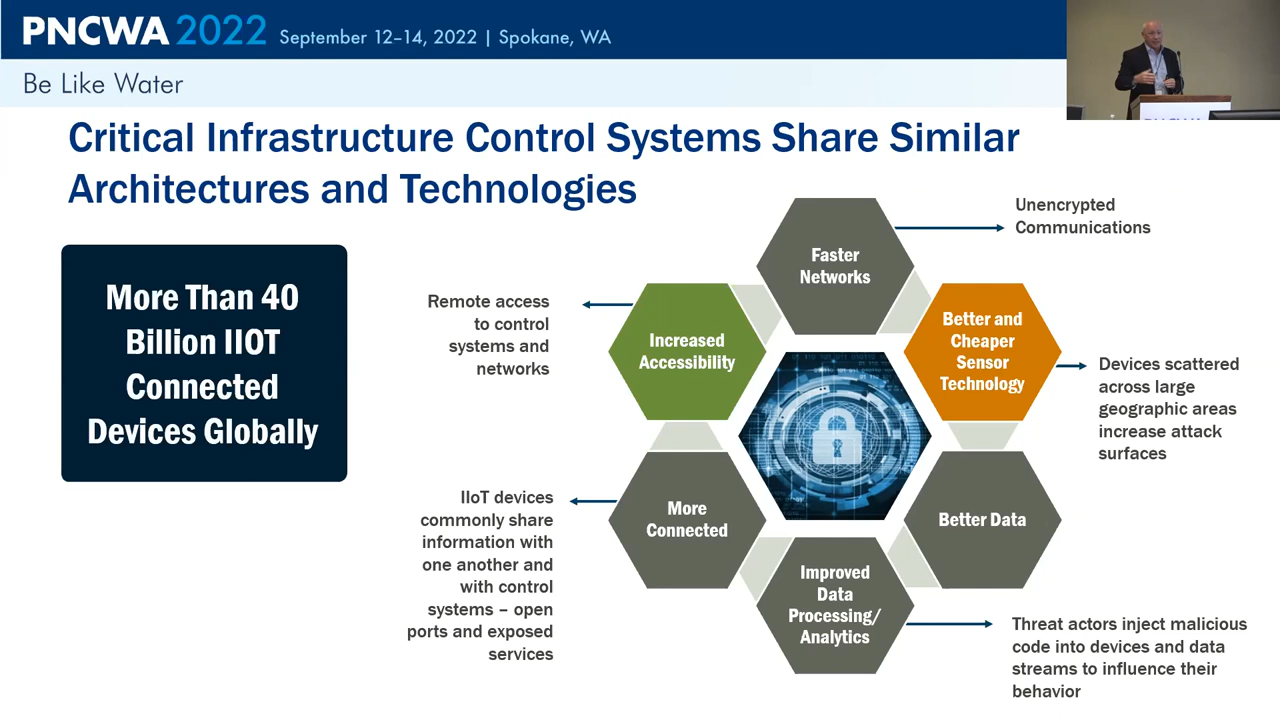 PNCWA 2022 September 12–14, 2022 | Spokane, WA
Be Like Water
Critical Infrastructure Control Systems Share Similar
Architectures and Technologies
More Than 40
Billion IIOT
Connected
Devices Globally
Faster
Networks
Unencrypted
Communications
Better and
Cheaper
Sensor
Technology
Devices scattered
across large
geographic areas
increase attack
surfaces
Better Data
Improved
Data
Processing/
Analytics
Threat actors inject malicious
code into devices and data
streams to influence their
behavior
More
Connected
IIoT devices
commonly share
information with
one another and
with control
systems – open
ports and exposed
services
Increased
Accessibility
Remote access
to control
systems and
networks